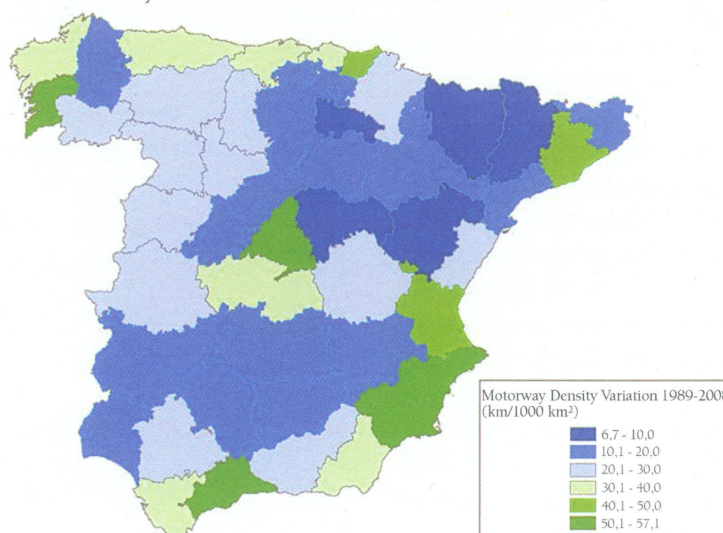 Motorway Density Variation 1989-2008
(km/1000 km²)
6,7 - 10,0
10,1 - 20,0
20,1 - 30,0
30,1 - 40,0
40,1 - 50,0
50,1 - 57,1